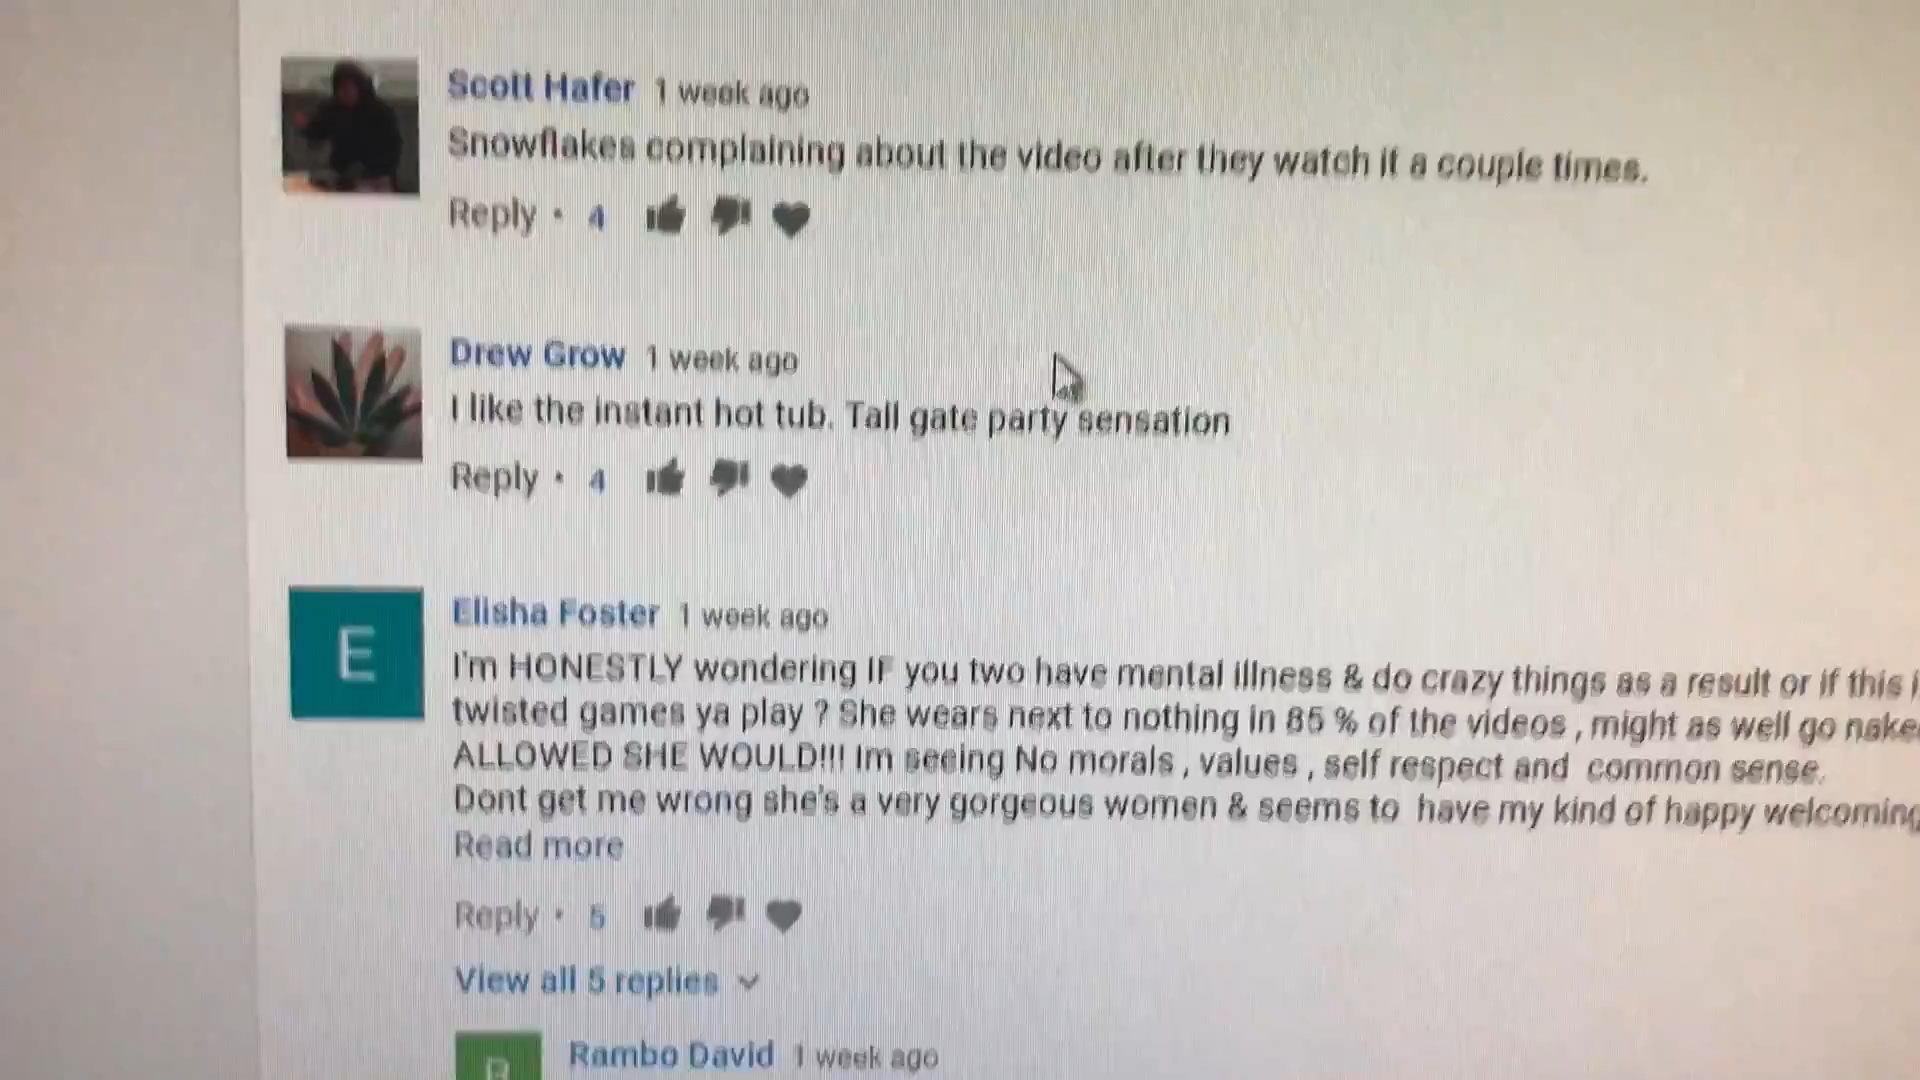 Scott Hafer 1 week ago
Snowflakes complaining about the video after they watch it a couple times.
Reply • 4
Drew Grow 1 week ago
I like the instant hot tub. Tail gate party sensation
Reply • 4
E
Elisha Foster 1 week ago
I'm HONESTLY wondering IF you two have mental illness & do crazy things as a result or if this
twisted games ya play ? She wears next to nothing in 85 % of the videos , might as well go
ALLOWED SHE WOULD!!! Im seeing No morals , values , self respect and common sense.
Dont get me wrong she's a very gorgeous women & seems to have my kind of happy welcoming
Read more
Reply • 5
View all 5 replies
Rambo David 1 week ago